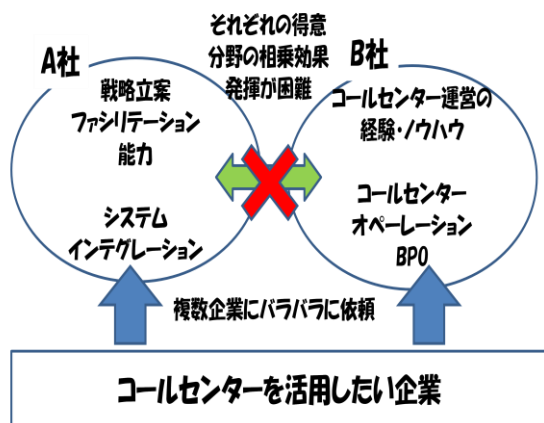 それぞれの得意
分野の相乗効果
発揮が困難
A社
B社
戦略立案
ファシリテーション
能力
システム
インテグレーション
コールセンター運営の
経験・ノウハウ
コールセンター
オペレーション
BPO
複数企業にバラバラに依頼
コールセンターを活用したい企業